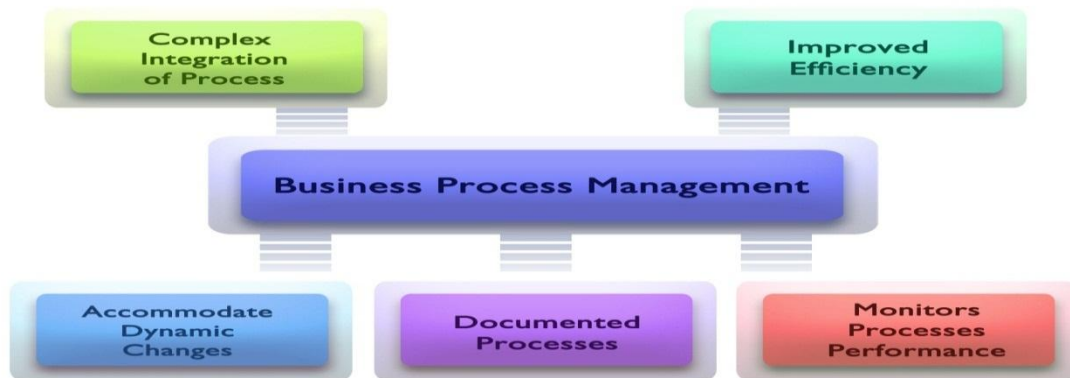 Complex
Integration
of Process
Improved
Efficiency
Business Process Management
Accommodate
Dynamic
Changes
Documented
Processes
Monitors
Processes
Performance